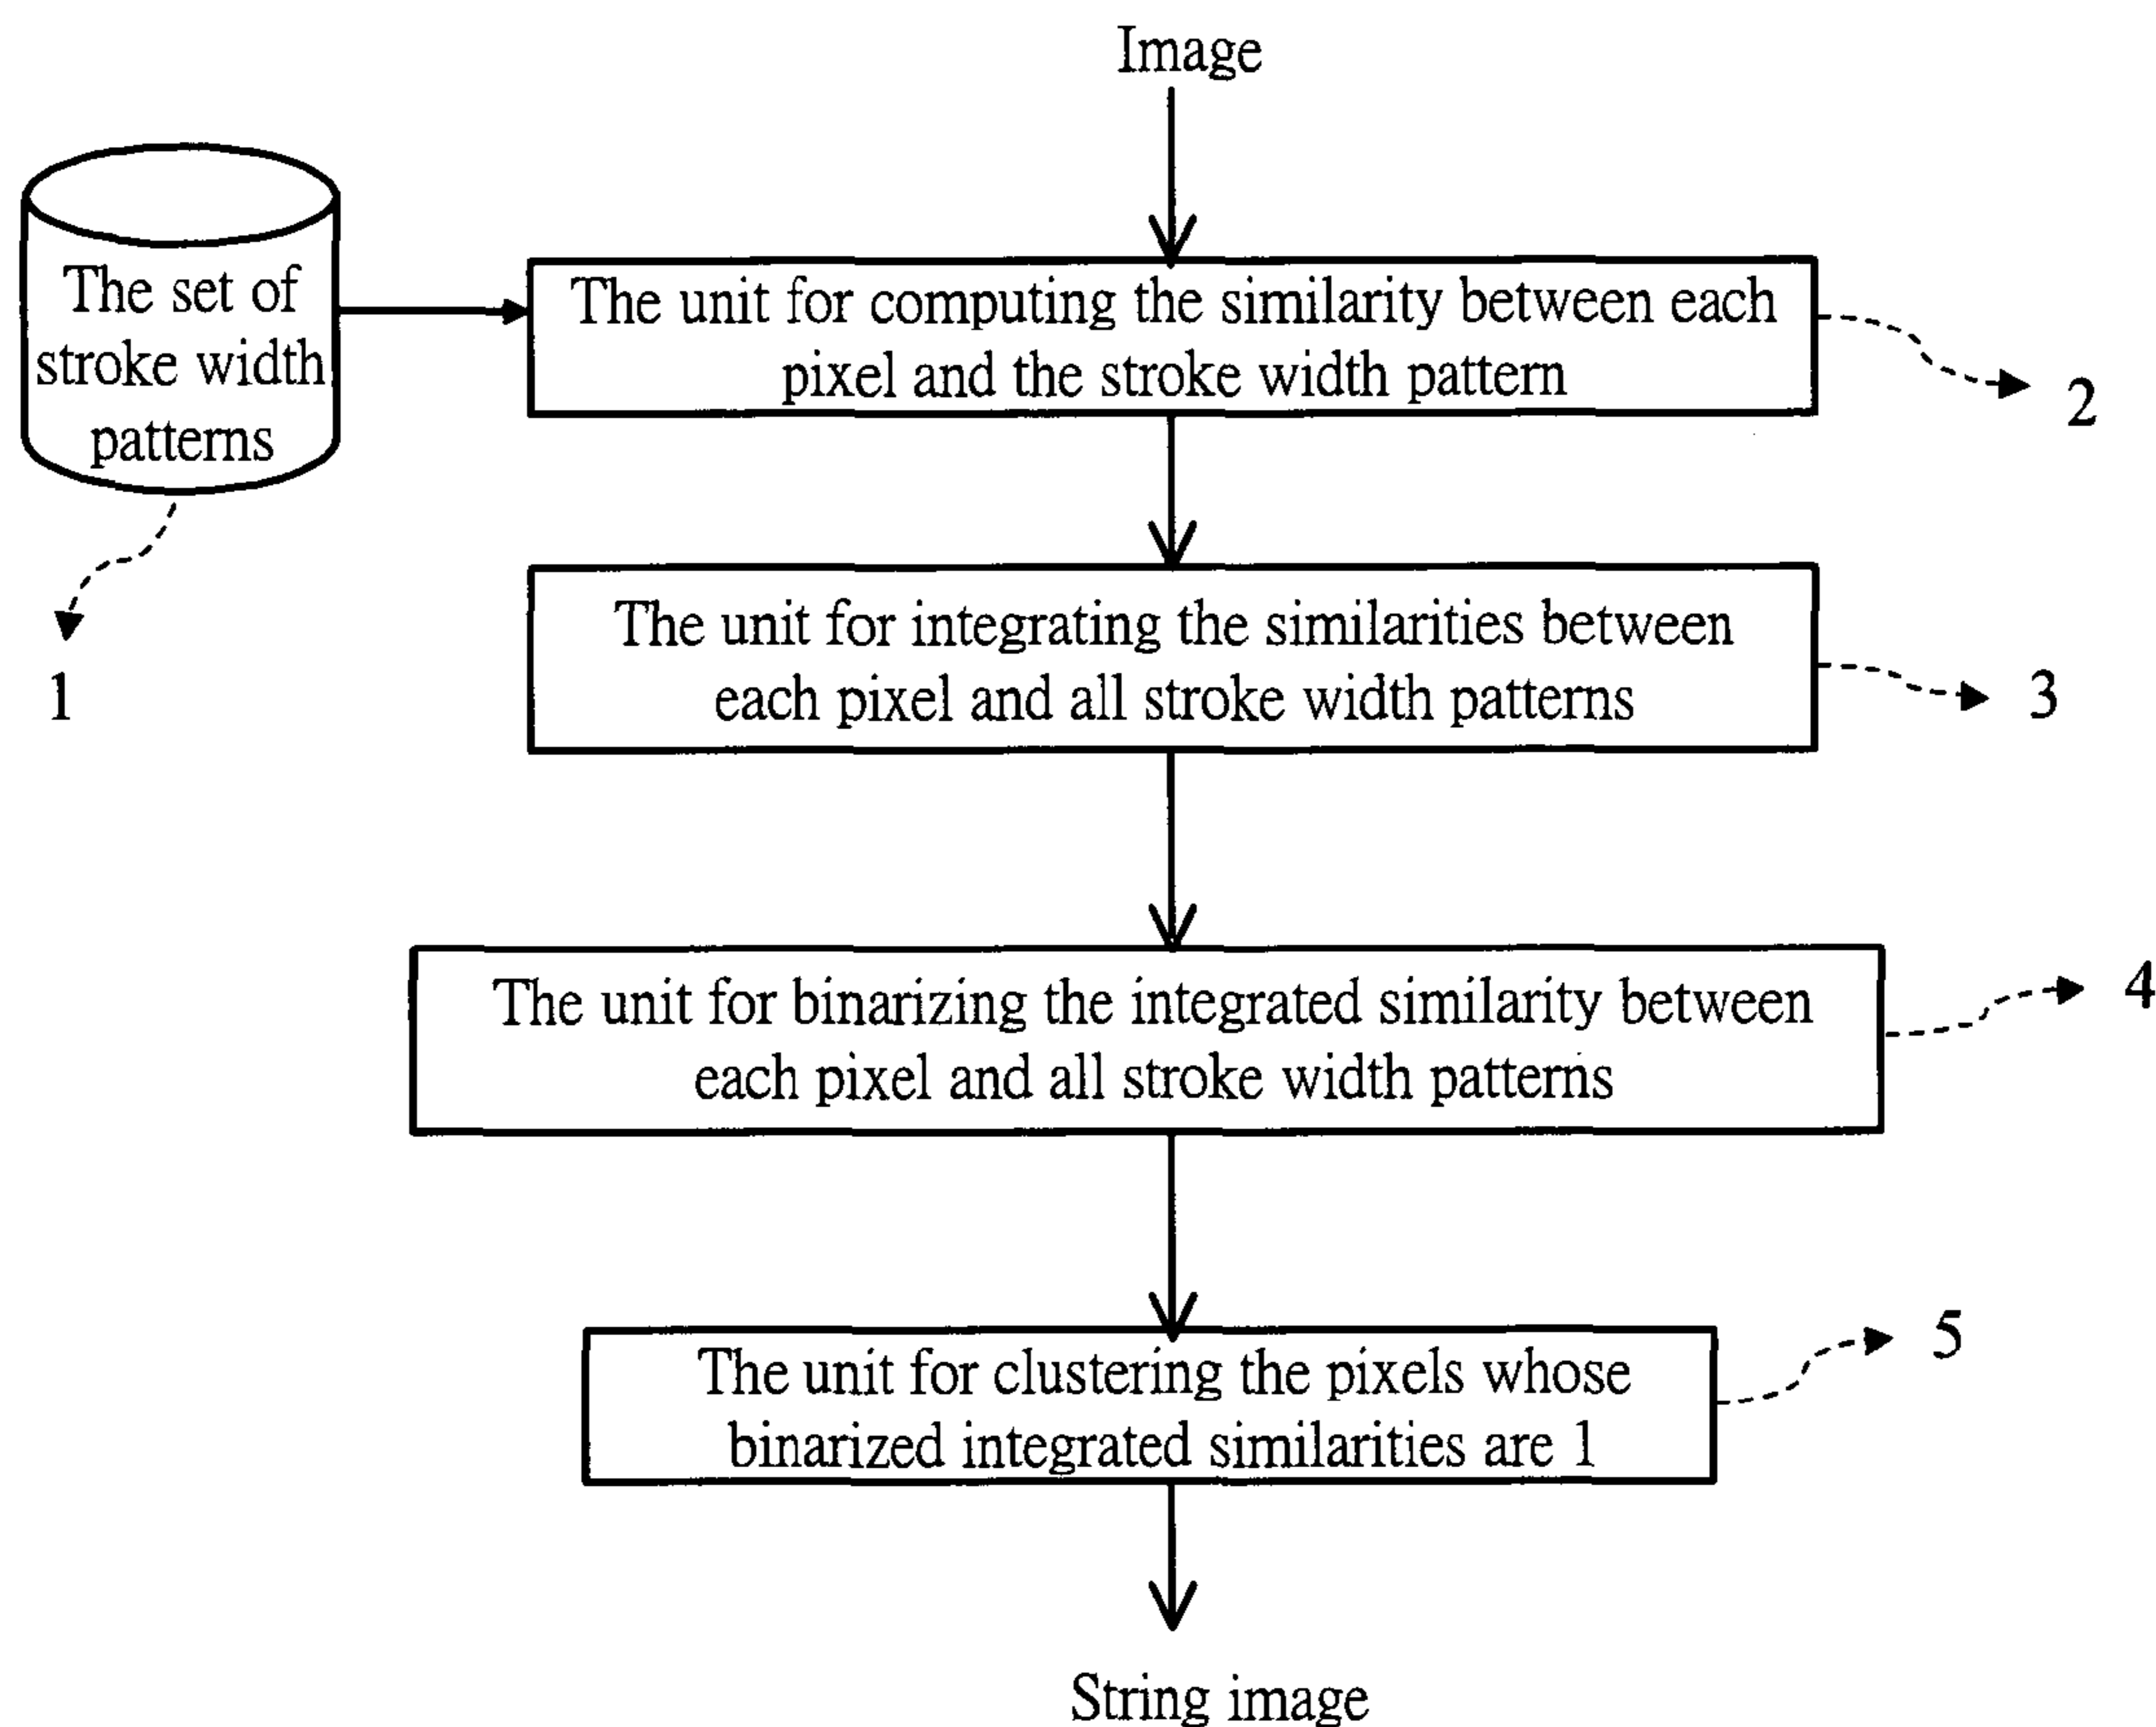 Image
The set of
stroke width
patterns
1
The unit for computing the similarity between each
pixel and the stroke width pattern
2
The unit for integrating the similarities between
each pixel and all stroke width patterns
3
The unit for binarizing the integrated similarity between
each pixel and all stroke width patterns
4
The unit for clustering the pixels whose
binarized integrated similarities are 1
5
String image